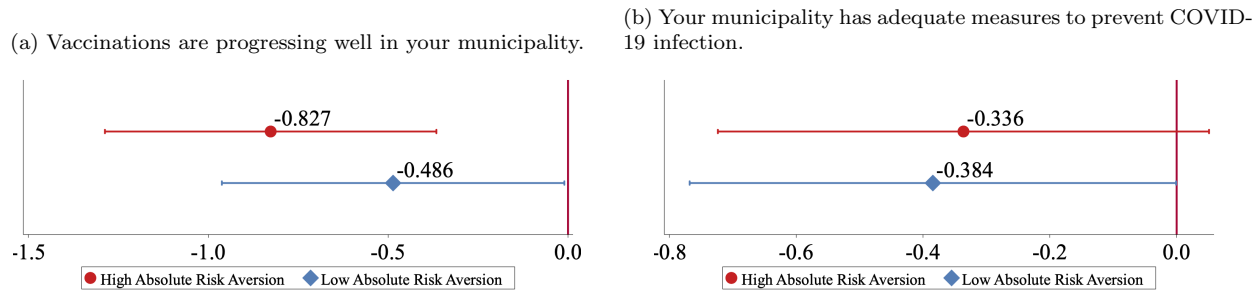 (a) Vaccinations are progressing well in your municipality.
-0.827
-0.486
-1.5 -1.0 -0.5 0.0
High Absolute Risk Aversion Low Absolute Risk Aversion
(b) Your municipality has adequate measures to prevent COVID-
19 infection.
-0.336
-0.384
-0.8 -0.6 -0.4 -0.2 0.0
High Absolute Risk Aversion Low Absolute Risk Aversion